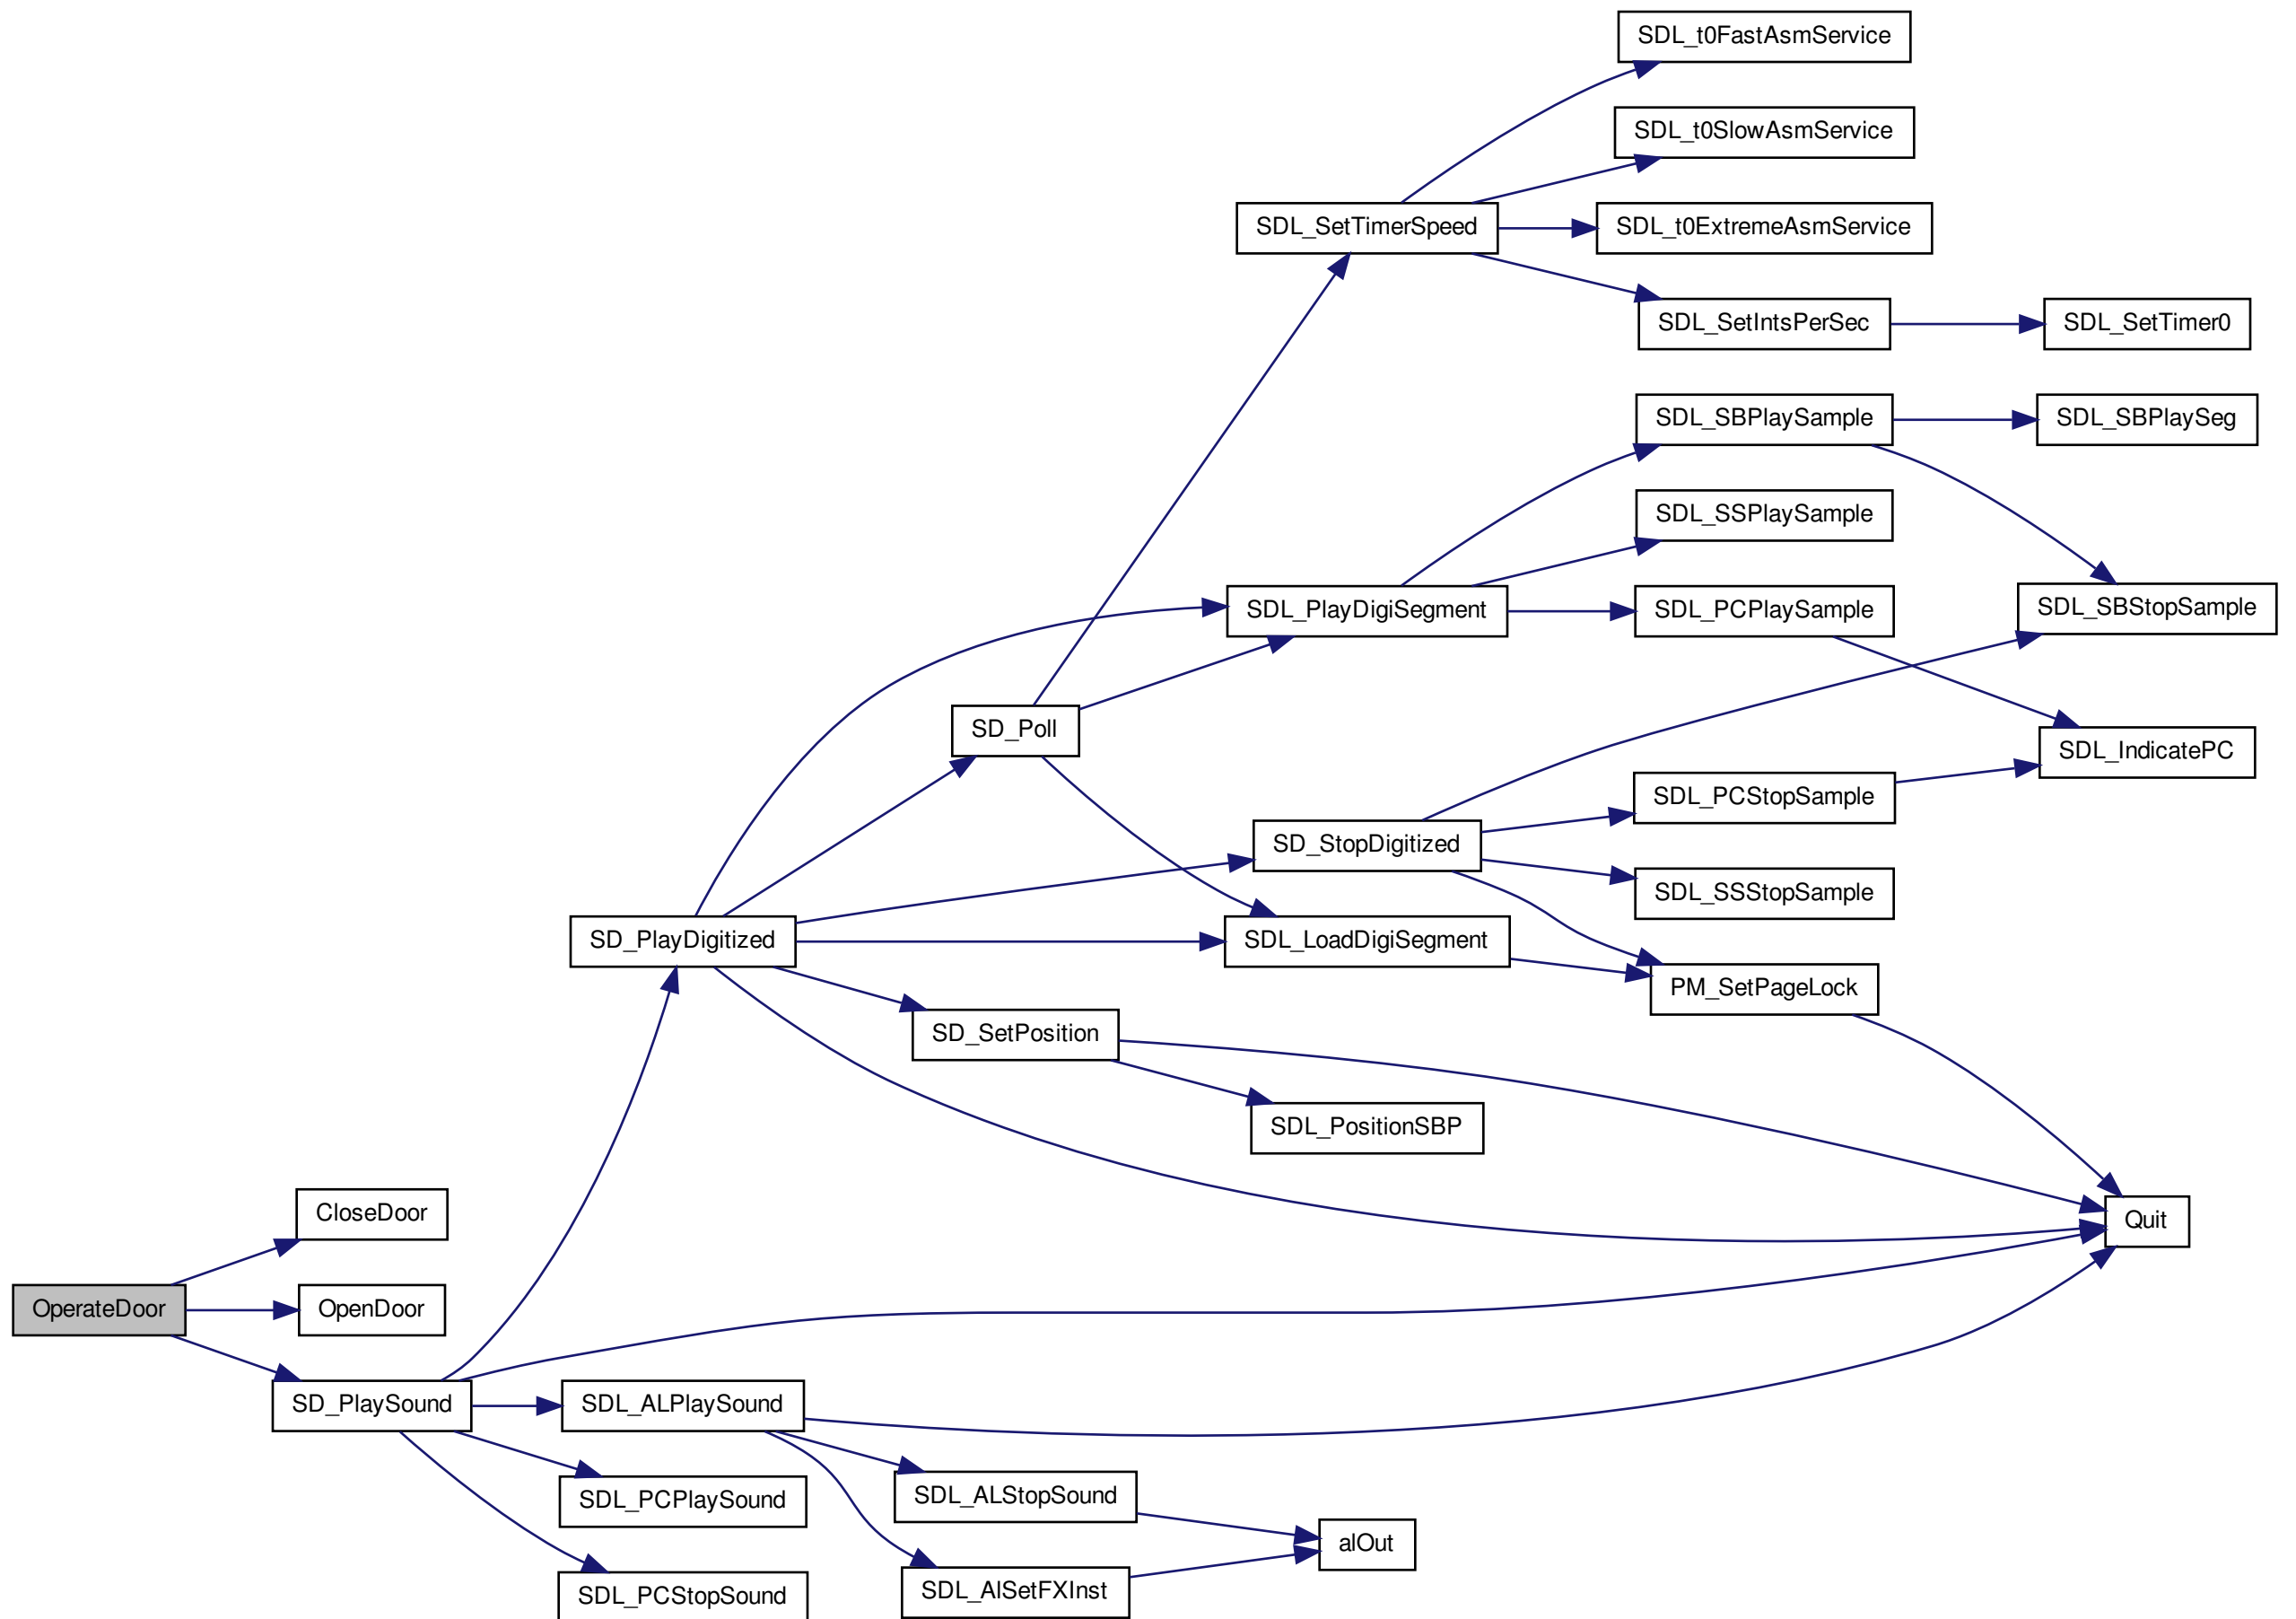 SDL_t0FastAsmService
SDL_t0SlowAsmService
SDL_SetTimerSpeed
SDL_t0ExtremeAsmService
SDL_SetIntsPerSec
SDL_SetTimer0
SDL_SBPlaySample
SDL_SBPlaySeg
SDL_SSPlaySample
SDL_PlayDigiSegment
SDL_PCPlaySample
SDL_SBStopSample
SD_Poll
SDL_IndicatePC
SDL_PCStopSample
SD_StopDigitized
SDL_SSStopSample
SD_PlayDigitized
SDL_LoadDigiSegment
PM_SetPageLock
SD_SetPosition
SDL_PositionSBP
CloseDoor
Quit
OperateDoor
OpenDoor
SD_PlaySound
SDL_ALPlaySound
SDL_PCPlaySound
SDL_ALStopSound
alOut
SDL_PCStopSound
SDL_AlSetFXInst